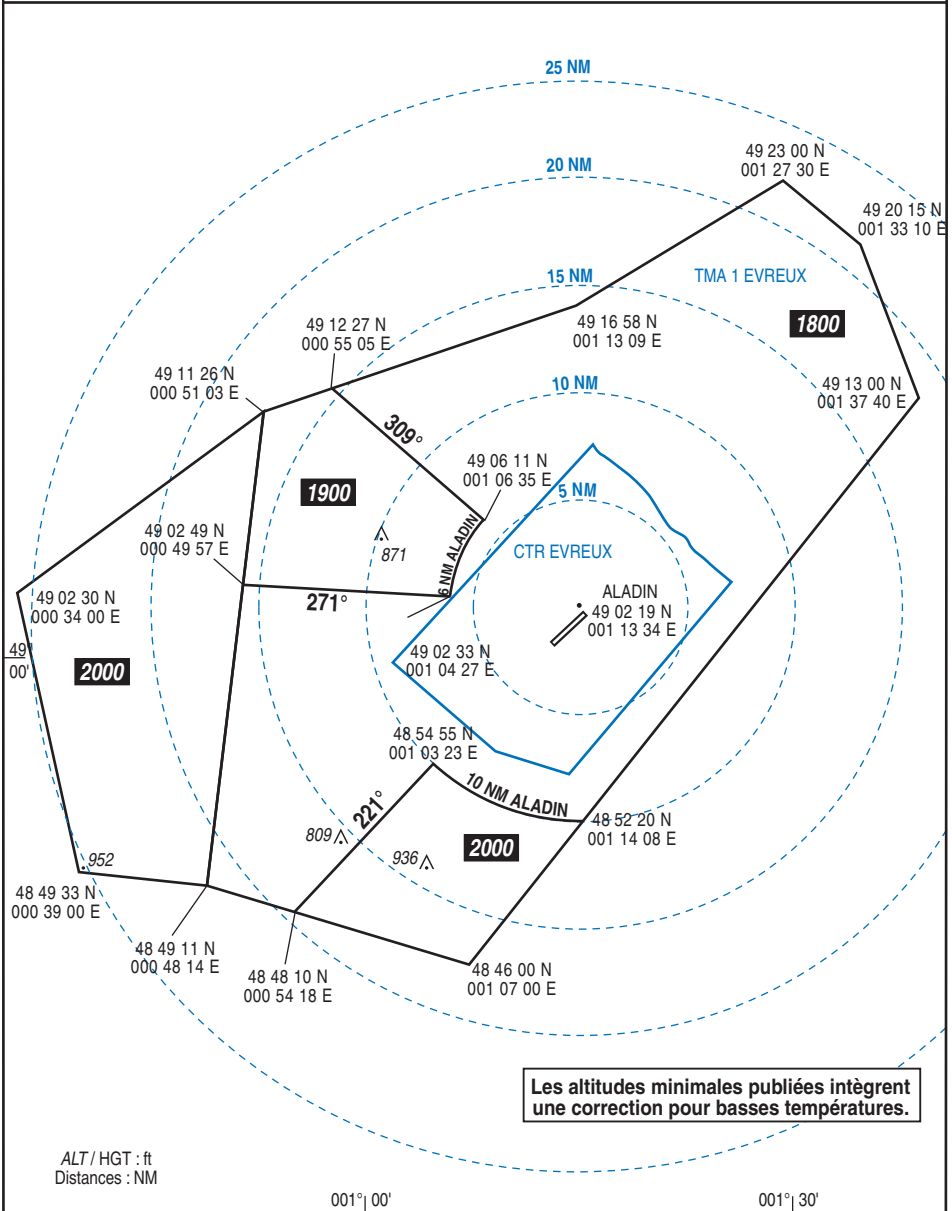 25 NM
49 23 00 N
001 27 30 E
20 NM
49 20 15 N
001 33 10 E
TMA 1 EVREUX
15 NM
1800
49 12 27 N
000 55 05 E
49 16 58 N
001 13 09 E
49 11 26 N
000 51 03 E
10 NM
49 13 00 N
001 37 40 E
309°
49 06 11 N
001 06 35 E
1900
5 NM
49 02 49 N
000 49 57 E
871
6 NM ALADIN
CTR EVREUX
271°
ALADIN
49 02 19 N
001 13 34 E
49 02 30 N
000 34 00 E
49°
00'
2000
49 02 33 N
001 04 27 E
48 54 55 N
001 03 23 E
10 NM ALADIN
221°
48 52 20 N
001 14 08 E
809
936
2000
952
48 49 33 N
000 39 00 E
48 49 11 N
000 48 14 E
48 48 10 N
000 54 18 E
48 46 00 N
001 07 00 E
Les altitudes minimales publiées intègrent
une correction pour basses températures.
ALT / HGT : ft
Distances : NM
001° 00'
001° 30'